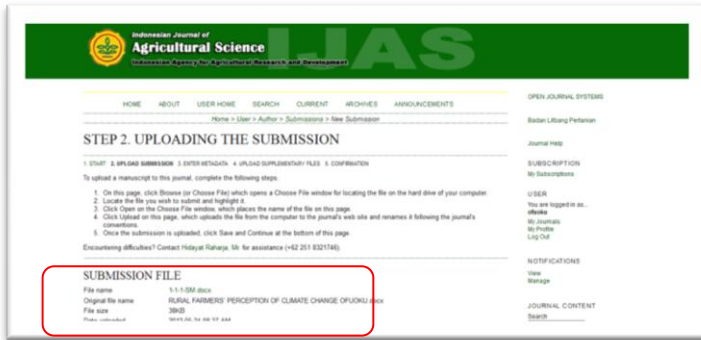 Indonesian Journal of
Agricultural Science
Indonesian Agency for Agricultural Research and Development
IJAS
HOME ABOUT USER HOME SEARCH CURRENT ARCHIVES ANNOUNCEMENTS
Home > User > Author > Submissions > New Submission
STEP 2. UPLOADING THE SUBMISSION
1. START 2. UPLOAD SUBMISSION 3. ENTER METADATA 4. UPLOAD SUPPLEMENTARY FILES 5. CONFIRMATION
To upload a manuscript to this journal, complete the following steps.
1. On this page, click Browse (or Choose File) which opens a Choose File window for locating the file on the hard drive of your computer.
2. Locate the file you wish to submit and highlight it.
3. Click Open on the Choose File window, which places the name of the file on this page.
4. Click Upload on this page, which uploads the file from the computer to the journal's web site and renames it following the journal's
conventions.
5. Once the submission is uploaded, click Save and Continue at the bottom of this page.
Encountering difficulties? Contact Hidayat Raharja, Mr. for assistance (+62 251 8321746).
SUBMISSION FILE
File name 1-1-1-SM.docx
Original file name RURAL FARMERS' PERCEPTION OF CLIMATE CHANGE OFUOKU.docx
File size 38KB
Date uploaded
OPEN JOURNAL SYSTEMS
Badan Litbang Pertanian
Journal Help
SUBSCRIPTION
My Subscriptions
USER
You are logged in as...
ofuoku
My Journals
My Profile
Log Out
NOTIFICATIONS
View
Manage
JOURNAL CONTENT
Search